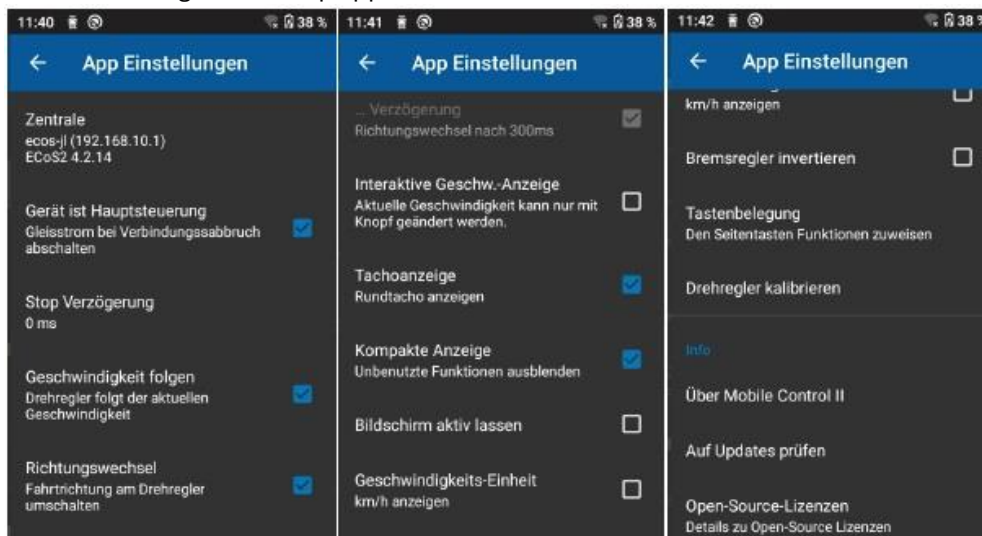 11:40
38 %
App Einstellungen
Zentrale
ecos-jl (192.168.10.1)
ECoS2 4.2.14
Gerät ist Hauptsteuerung
Gleisstrom bei Verbindungssabbruch
abschalten
Stop Verzögerung
0 ms
Geschwindigkeit folgen
Drehregler folgt der aktuellen
Geschwindigkeit
Richtungswechsel
Fahrtrichtung am Drehregler
umschalten
11:41
38 %
App Einstellungen
... Verzögerung
Richtungswechsel nach 300ms
Interaktive Geschw.-Anzeige
Aktuelle Geschwindigkeit kann nur mit
Knopf geändert werden.
Tachoanzeige
Rundtacho anzeigen
Kompakte Anzeige
Unbenutzte Funktionen ausblenden
Bildschirm aktiv lassen
Geschwindigkeits-Einheit
km/h anzeigen
11:42
38 %
App Einstellungen
km/h anzeigen
Bremsregler invertieren
Tastenbelegung
Den Seitentasten Funktionen zuweisen
Drehregler kalibrieren
Info
Über Mobile Control II
Auf Updates prüfen
Open-Source-Lizenzen
Details zu Open-Source Lizenzen